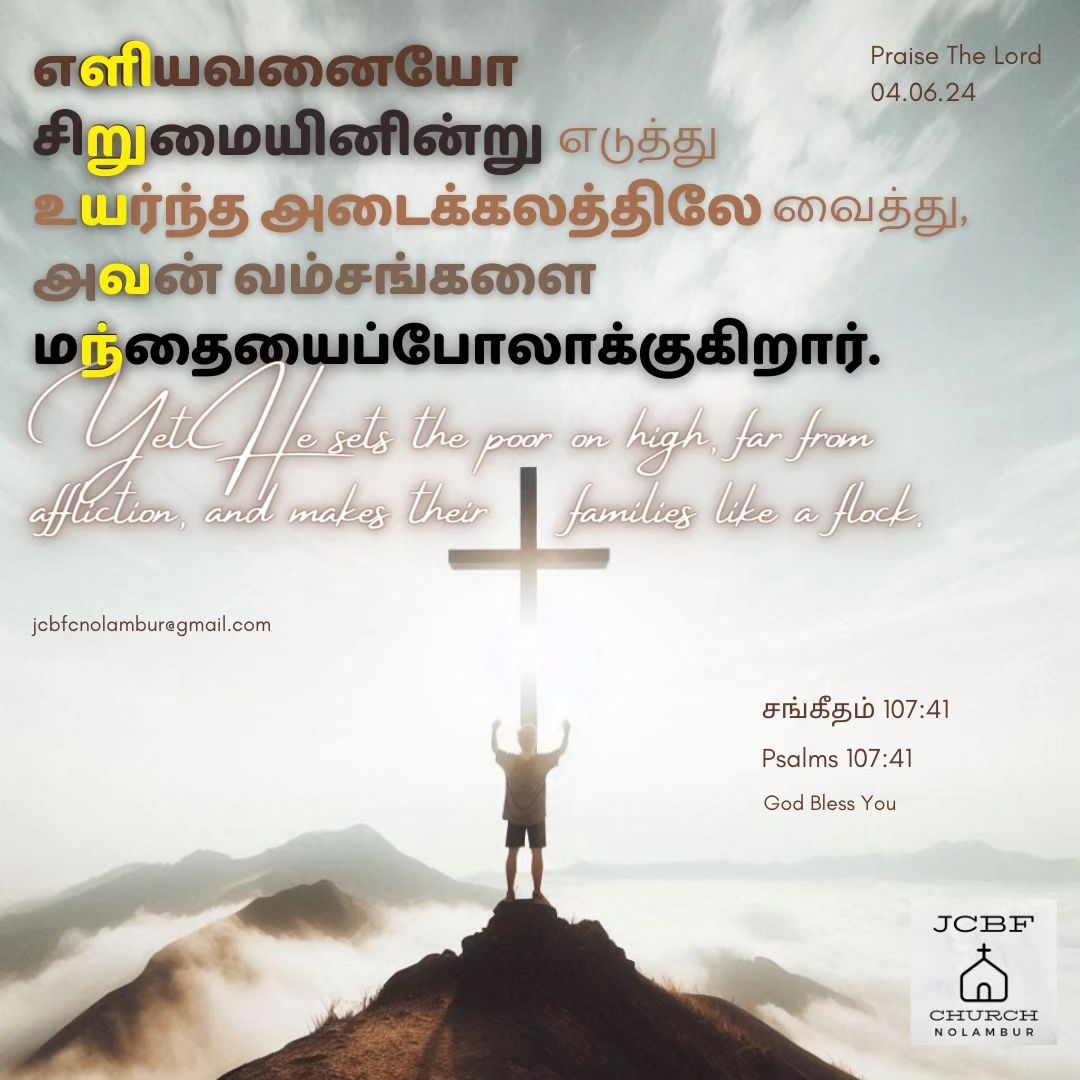 எளியவனையோ
சிறுமையினின்று எடுத்து
உயர்ந்த அடைக்கலத்திலே வைத்து,
அவன் வம்சங்களை
மந்தையைப்போலாக்குகிறார்.
Praise The Lord
04.06.24
Yet He sets the poor on high, far from
affliction, and makes their families like a flock.
jcbfcnolambur@gmail.com
சங்கீதம் 107:41
Psalms 107:41
God Bless You
JCBF
CHURCH
NOLAMBUR